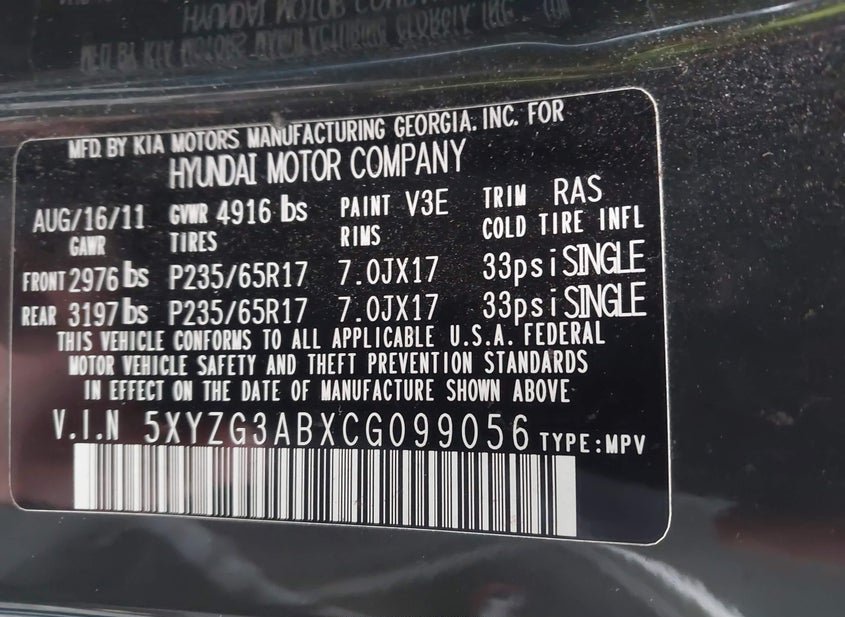 MFD. BY KIA MOTORS MANUFACTURING GEORGIA. INC. FOR
HYUNDAI MOTOR COMPANY
AUG/16/11 GVWR 4916 lbs PAINT V3E TRIM RAS
GAWR TIRES RIMS COLD TIRE INFL
FRONT 2976 lbs P235/65R17 7.0JX17 33psi SINGLE
REAR 3197 lbs P235/65R17 7.0JX17 33psi SINGLE
THIS VEHICLE CONFORMS TO ALL APPLICABLE U.S.A. FEDERAL
MOTOR VEHICLE SAFETY AND THEFT PREVENTION STANDARDS
IN EFFECT ON THE DATE OF MANUFACTURE SHOWN ABOVE
V.I.N 5XYZG3ABXCG099056 TYPE:MPV